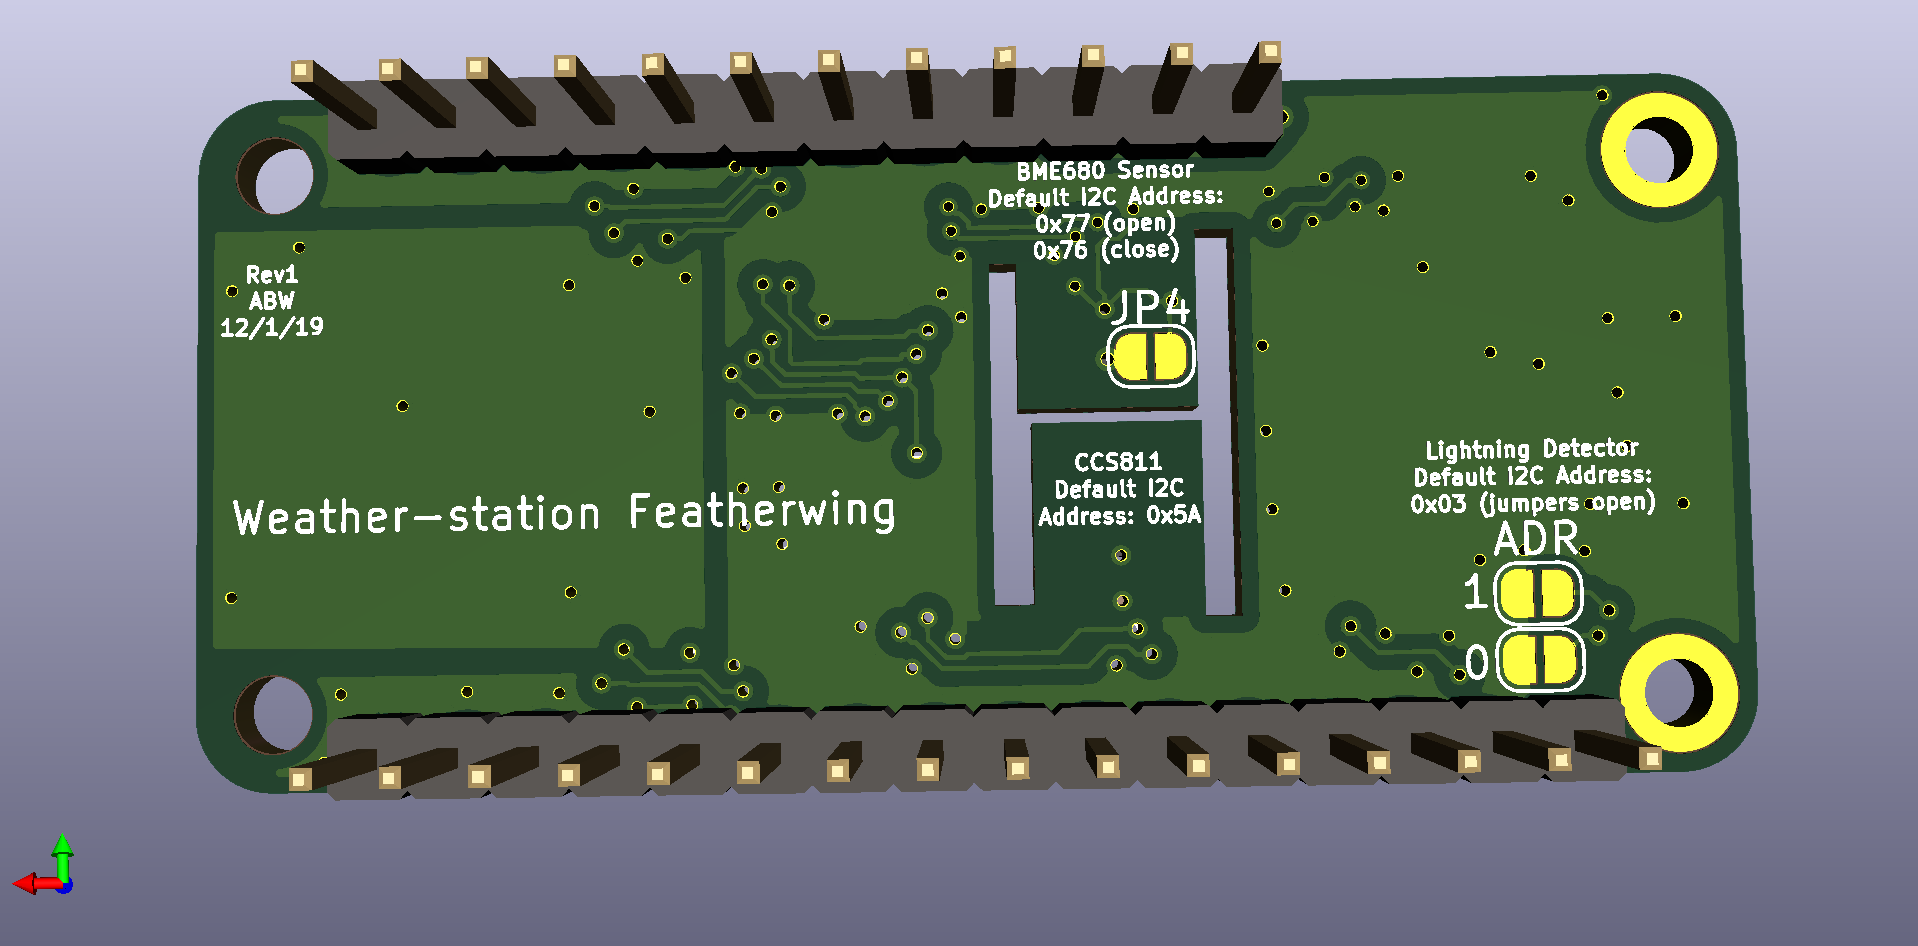 BME680 Sensor
Default I2C Address:
0x77 (open)
0x76 (close)
Rev1
ABW
12/1/19
JP4
CCS811
Default I2C
Address: 0x5A
Weather-station Featherwing
Lightning Detector
Default I2C Address:
0x03 (jumpers open)
ADR
1
0